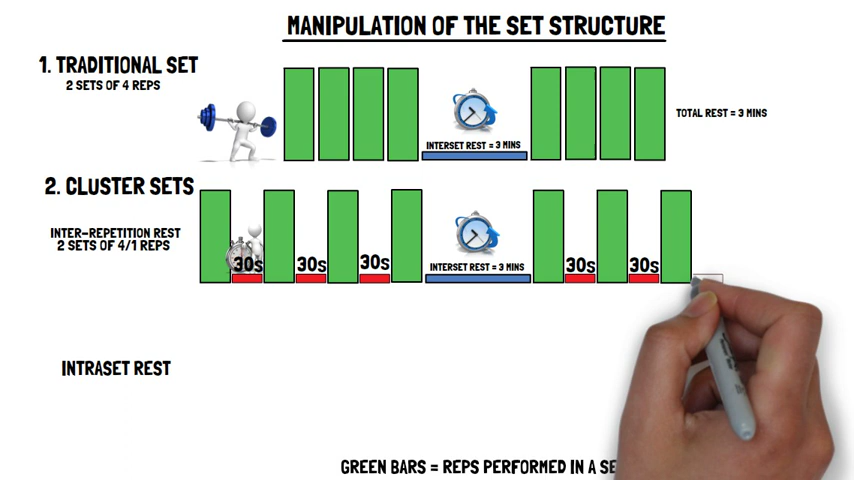 MANIPULATION OF THE SET STRUCTURE
1. TRADITIONAL SET
2 SETS OF 4 REPS
INTERSET REST = 3 MINS
TOTAL REST = 3 MINS
2. CLUSTER SETS
INTER-REPETITION REST
2 SETS OF 4/1 REPS
30s
30s
30s
INTERSET REST = 3 MINS
30s
30s
INTRASET REST
GREEN BARS = REPS PERFORMED IN A